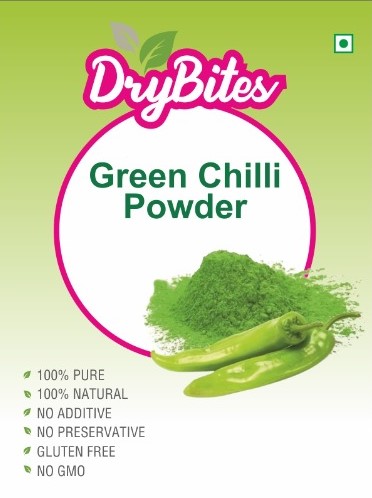 DryBites
Green Chilli
Powder
100% PURE
100% NATURAL
NO ADDITIVE
NO PRESERVATIVE
GLUTEN FREE
NO GMO